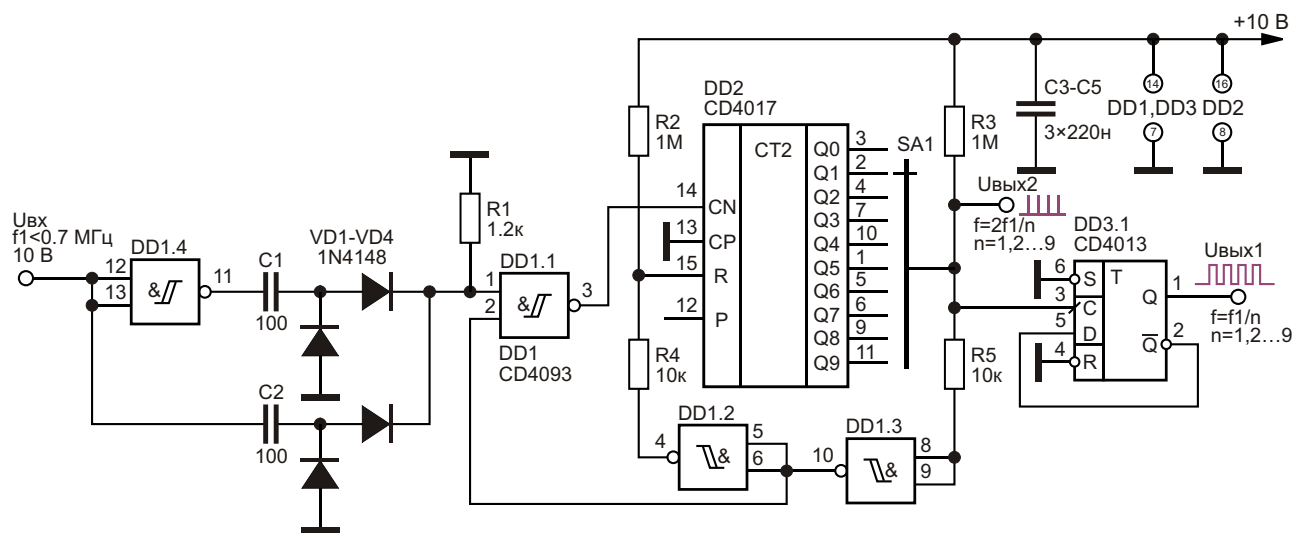 +10 В
DD2
CD4017
C3-C5
3×220н
14
16
DD1,DD3 DD2
7
8
R2
1М
R3
1М
CT2
Q0 3
Q1 2
Q2 4
Q3 7
Q4 10
Q5 1
Q6 5
Q7 6
Q8 9
Q9 11
SA1
14 CN
13 CP
15 R
12 P
Uвых2
f=2f1/n
n=1,2...9
DD3.1
CD4013
6 S T
3 C
5 D
4 R
Q 1
Q̅ 2
Uвых1
f=f1/n
n=1,2...9
Uвх
f1<0.7 МГц
10 В
DD1.4
12
13
&
11
C1
100
VD1-VD4
1N4148
R1
1.2к
DD1.1
1
2
&
3
DD1
CD4093
C2
100
R4
10к
R5
10к
DD1.2
4
&
5
6
DD1.3
10
&
8
9